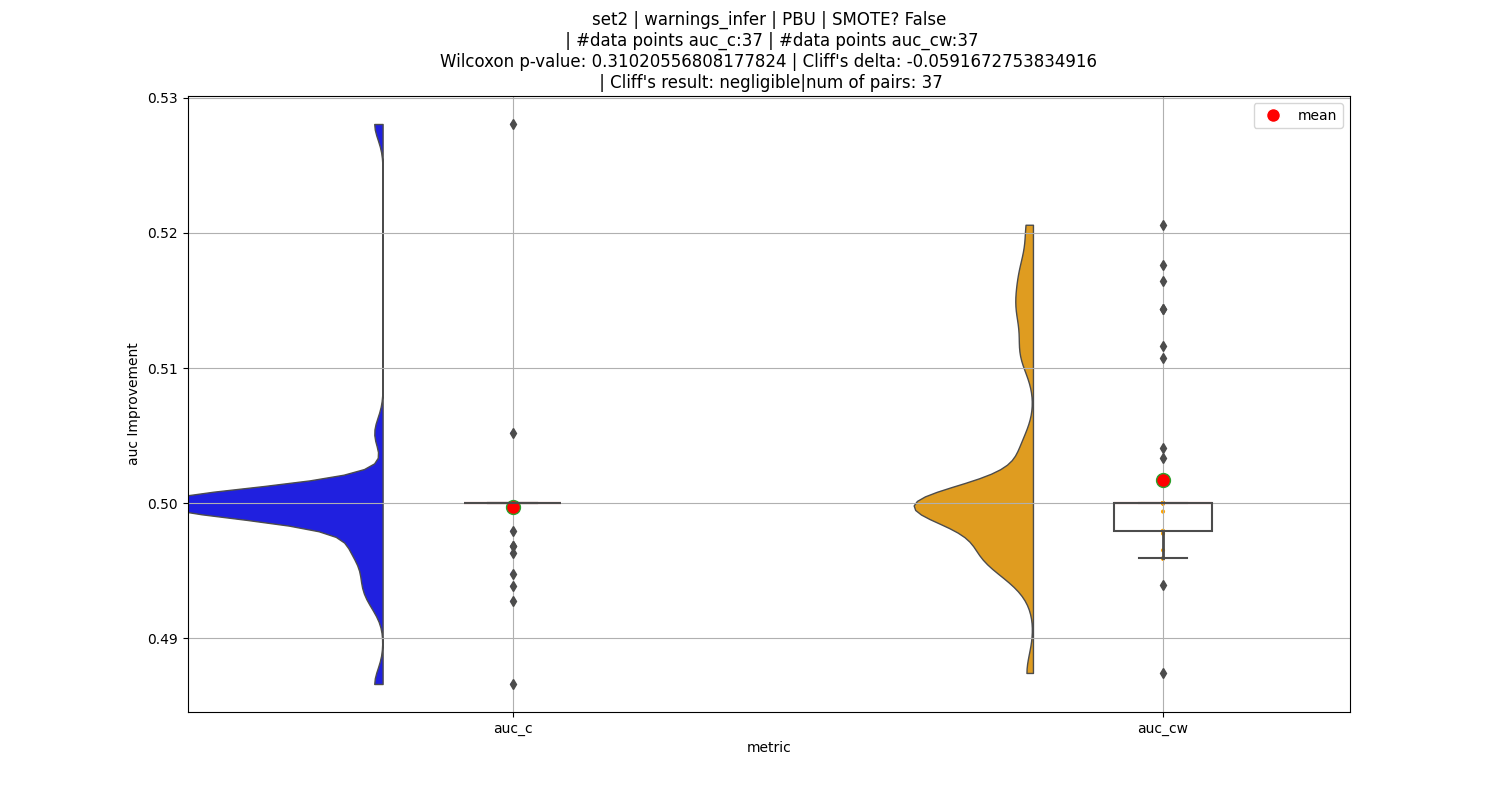 set2 | warnings_infer | PBU | SMOTE? False
| #data points auc_c:37 | #data points auc_cw:37
Wilcoxon p-value: 0.31020556808177824 | Cliff's delta: -0.0591672753834916
| Cliff's result: negligible|num of pairs: 37
0.53
mean
0.52
0.51
auc Improvement
0.50
0.49
auc_c
auc_cw
metric